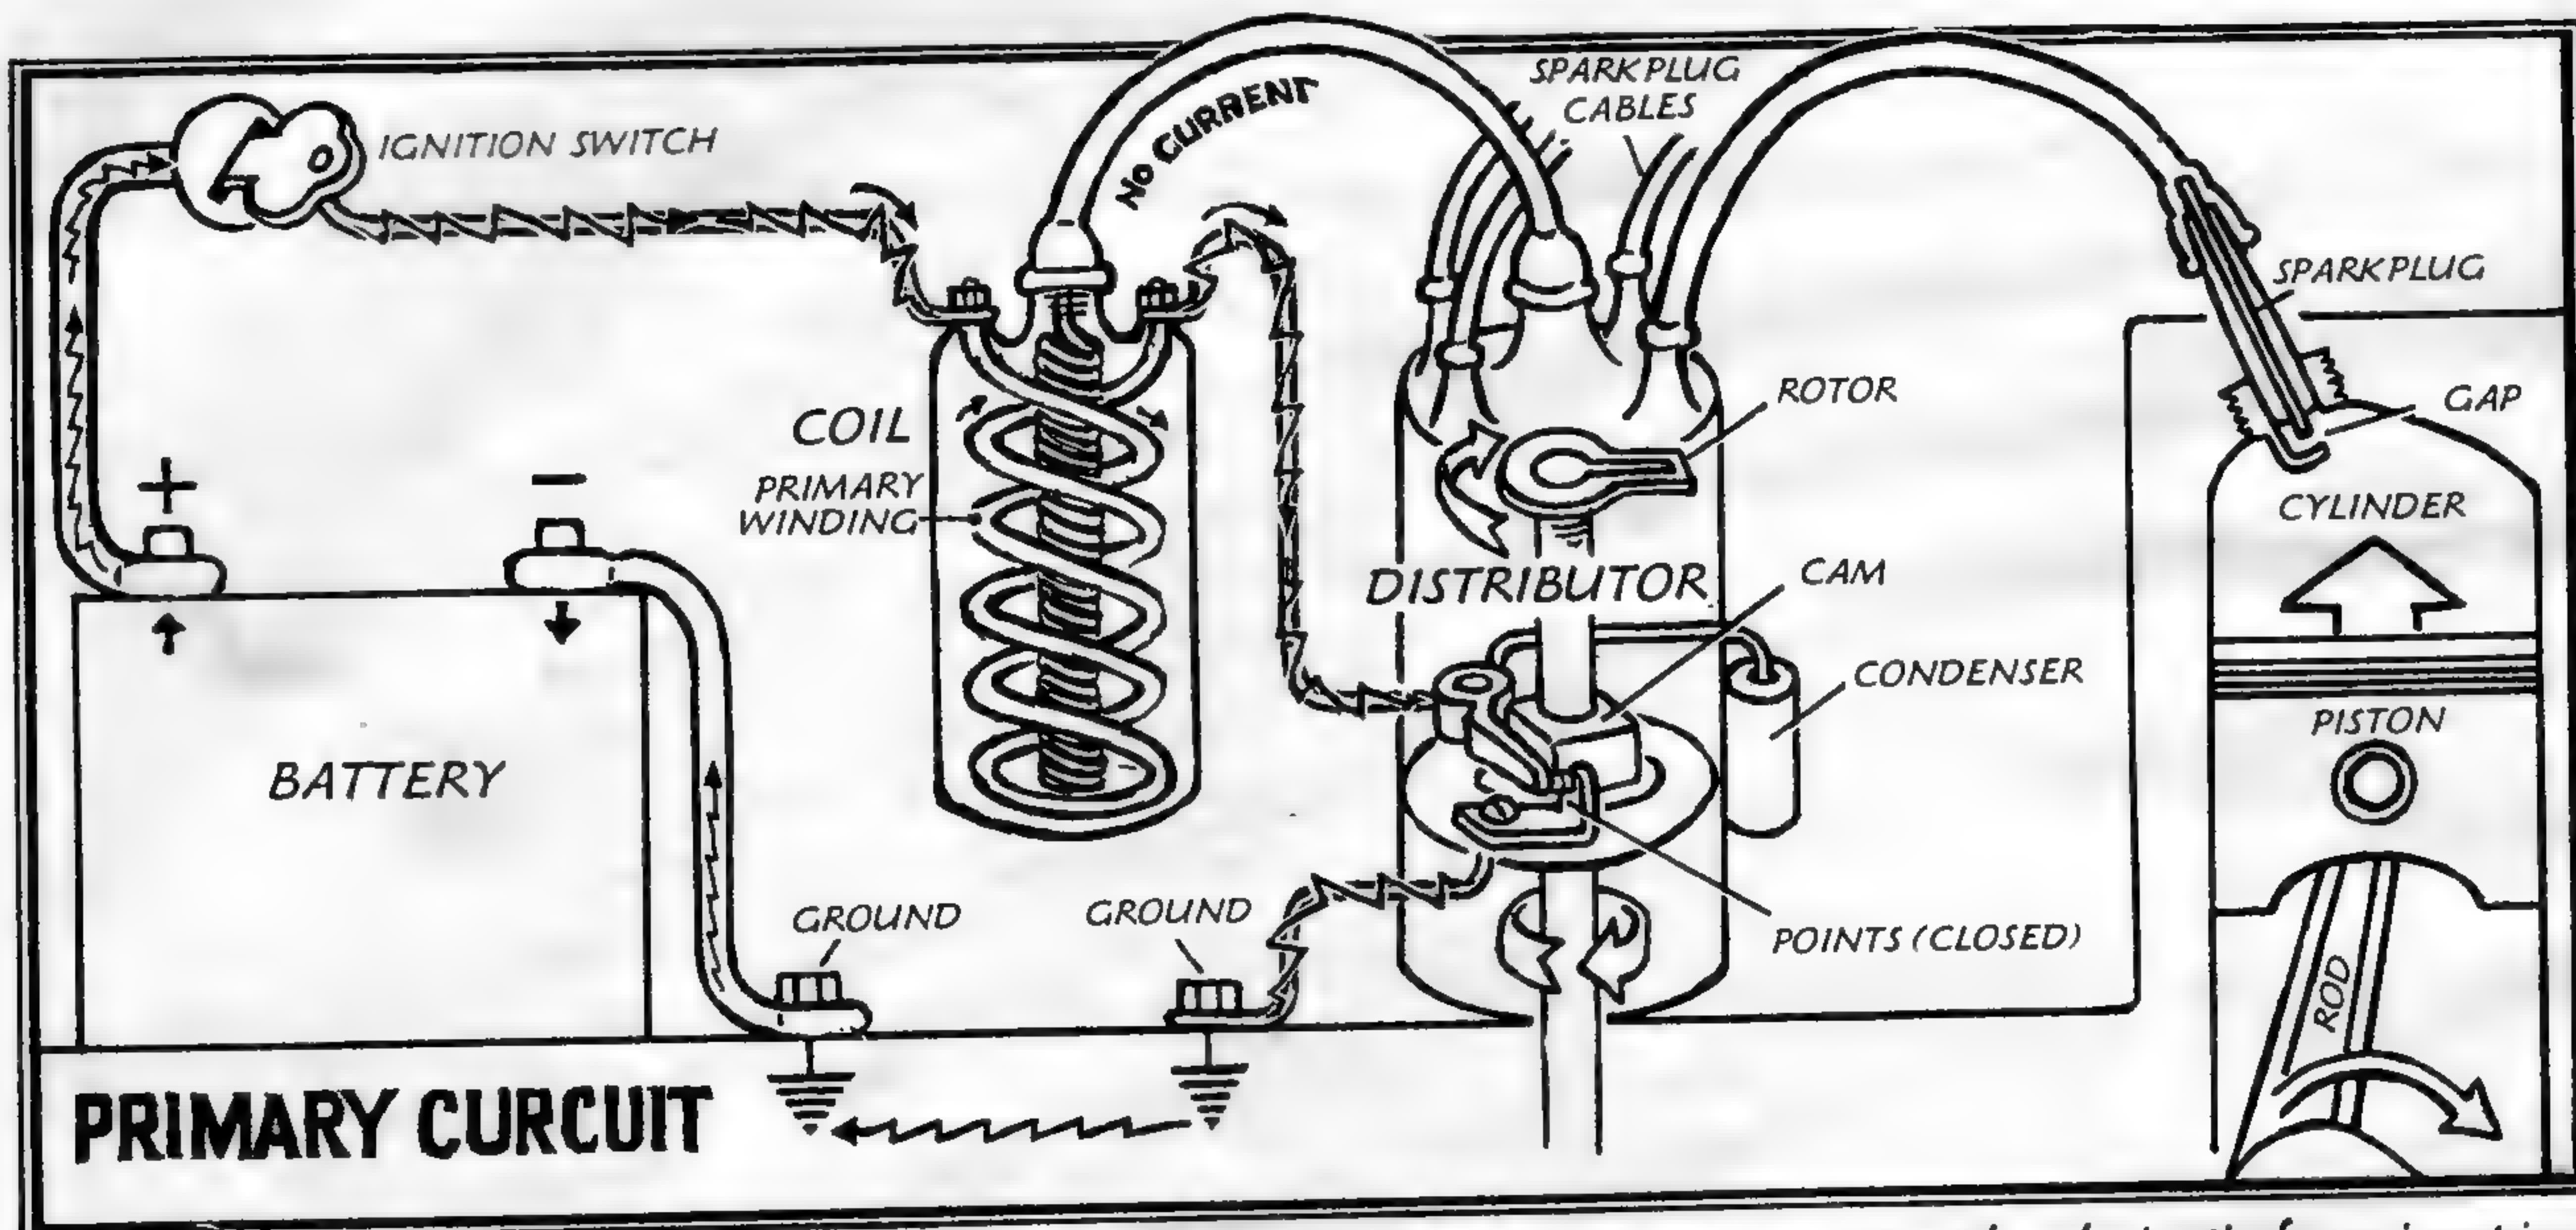 SPARKPLUG
CABLES
NO CURRENT
IGNITION SWITCH
SPARKPLUG
ROTOR
GAP
COIL
PRIMARY
WINDING
+
−
CYLINDER
DISTRIBUTOR
CAM
CONDENSER
PISTON
BATTERY
GROUND
GROUND
POINTS (CLOSED)
ROD
PRIMARY CURCUIT